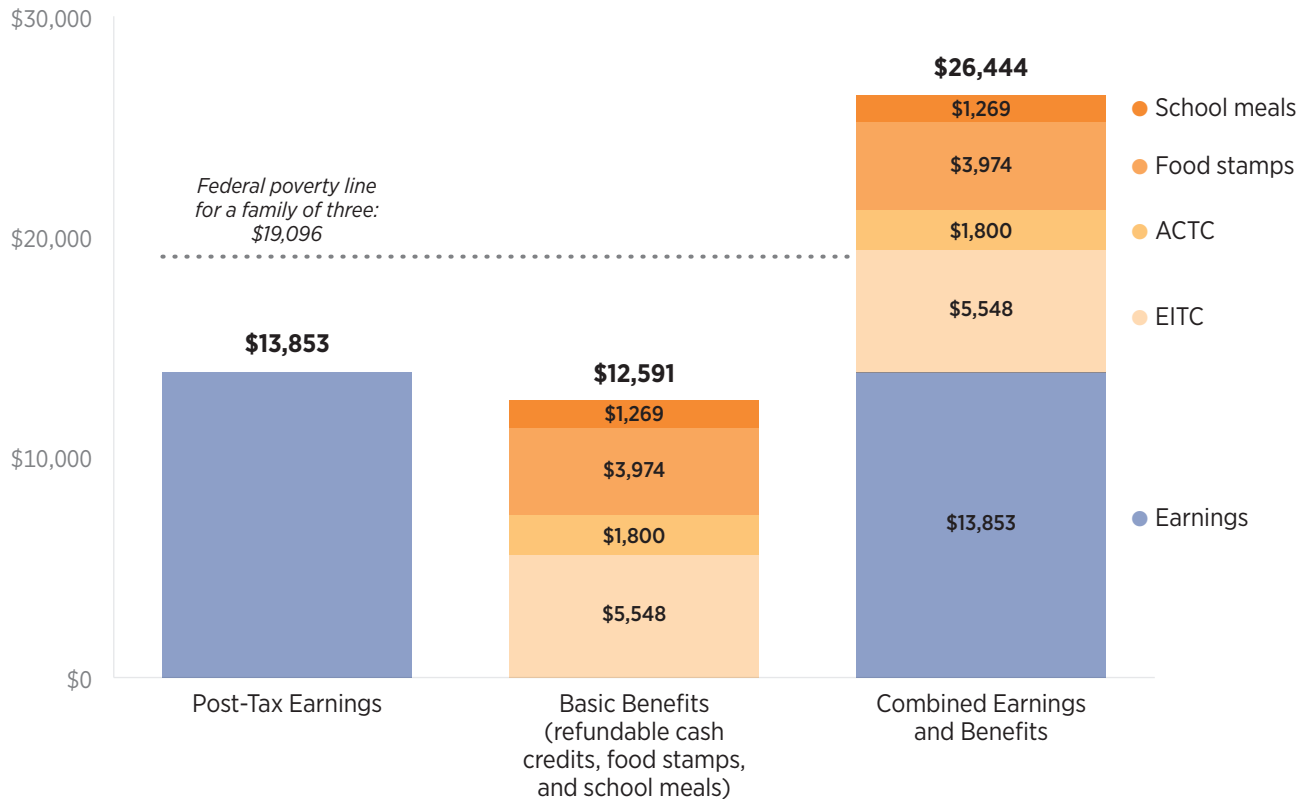 $30,000
$26,444
$1,269
School meals
$3,974
Food stamps
Federal poverty line
for a family of three:
$19,096
$20,000
$1,800
ACTC
$5,548
EITC
$13,853
$12,591
$1,269
$3,974
$10,000
$1,800
$5,548
$13,853
Earnings
$0
Post-Tax Earnings
Basic Benefits
(refundable cash
credits, food stamps,
and school meals)
Combined Earnings
and Benefits